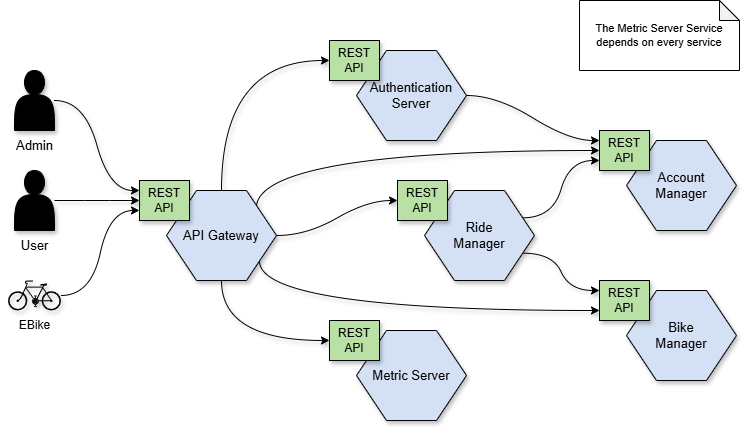 The Metric Server Service
depends on every service
REST
API
Authentication
Server
Admin
REST
API
Account
Manager
User
REST
API
API Gateway
REST
API
Ride
Manager
EBike
REST
API
Bike
Manager
REST
API
Metric Server